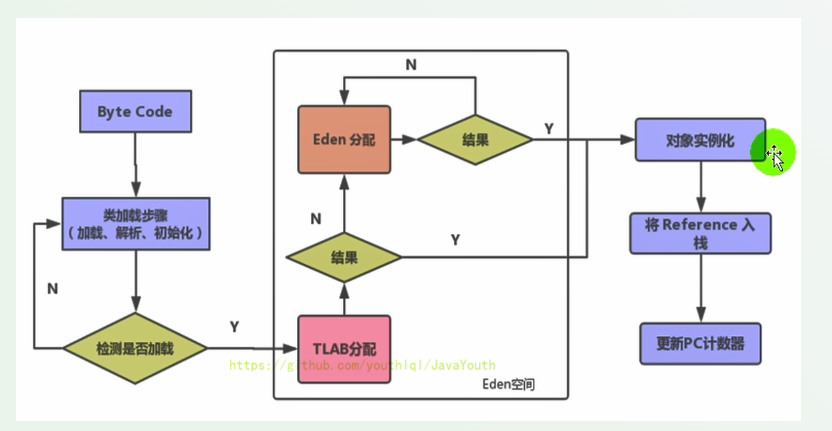 Byte Code
类加载步骤
（加载、解析、初始化）
N
检测是否加载
Y
N
Eden 分配
结果
Y
N
结果
Y
TLAB分配
https://github.com/youthlql/JavaYouth
Eden空间
对象实例化
将 Reference 入
栈
更新PC计数器